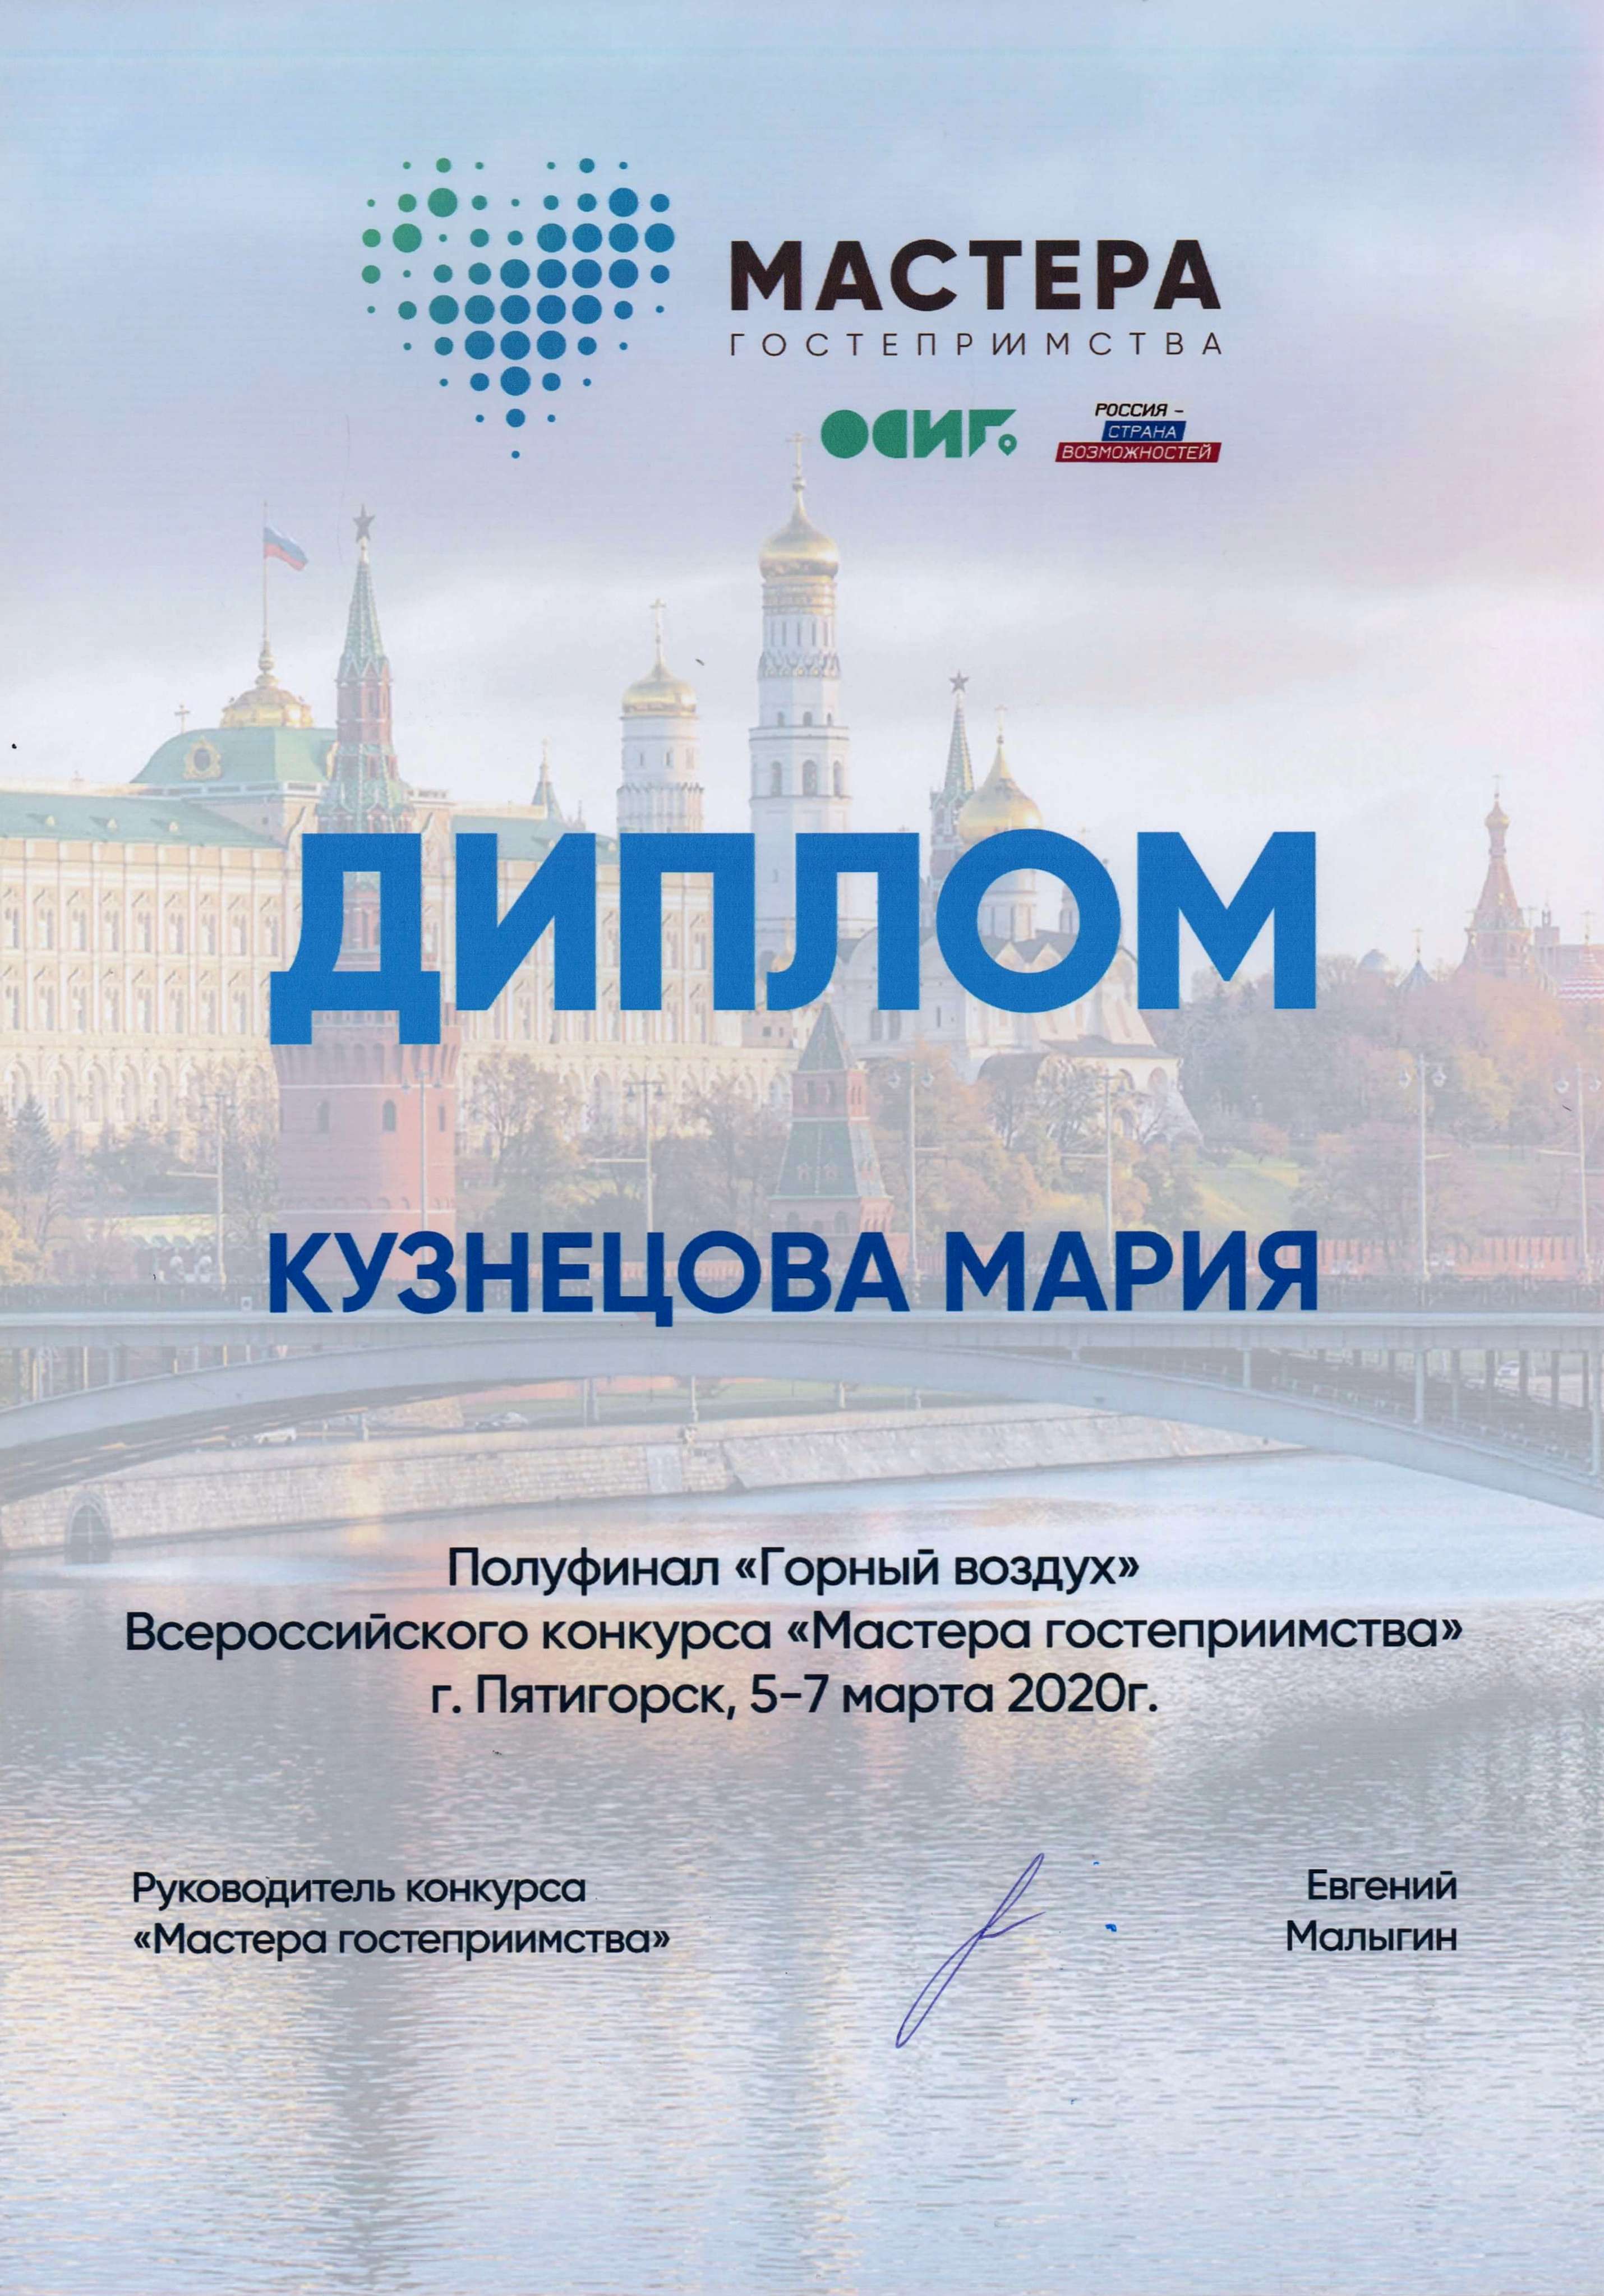 МАСТЕРА
ГОСТЕПРИИМСТВА
ОСИГ
РОССИЯ –
СТРАНА
ВОЗМОЖНОСТЕЙ
ДИПЛОМ
КУЗНЕЦОВА МАРИЯ
Полуфинал «Горный воздух»
Всероссийского конкурса «Мастера гостеприимства»
г. Пятигорск, 5-7 марта 2020г.
Руководитель конкурса
«Мастера гостеприимства»
Евгений
Малыгин